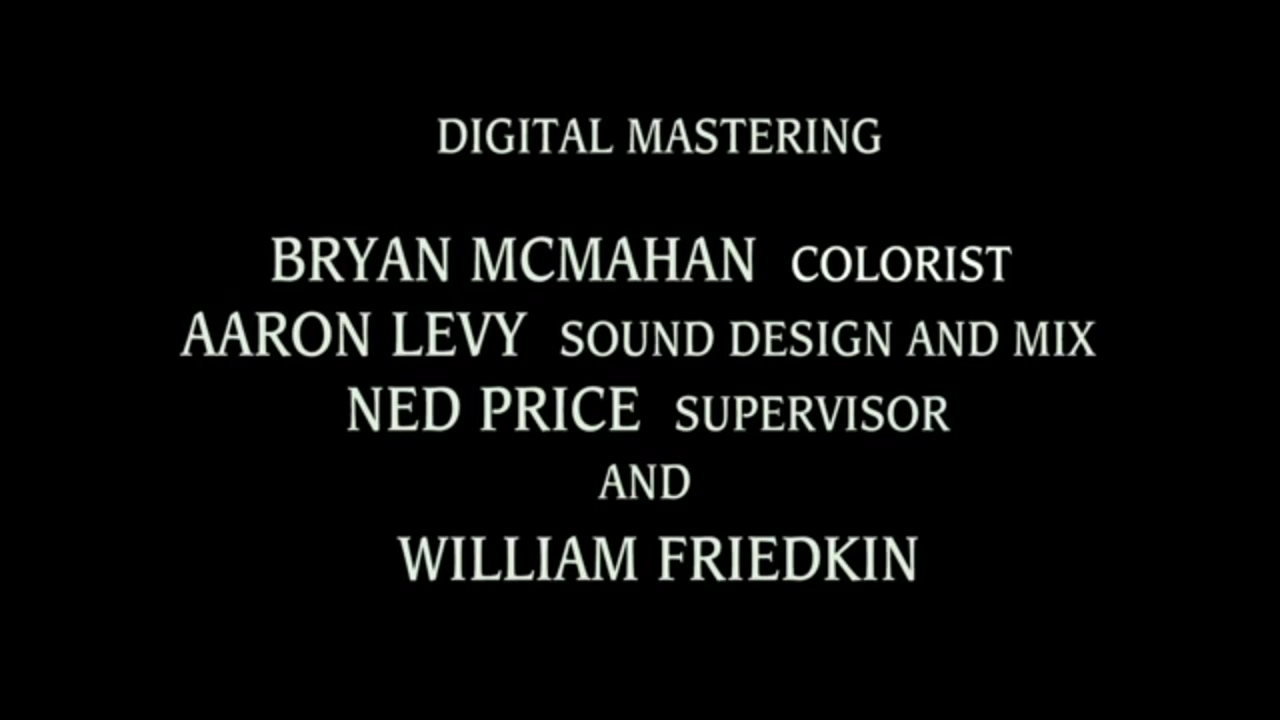 DIGITAL MASTERING
BRYAN MCMAHAN COLORIST
AARON LEVY SOUND DESIGN AND MIX
NED PRICE SUPERVISOR
AND
WILLIAM FRIEDKIN